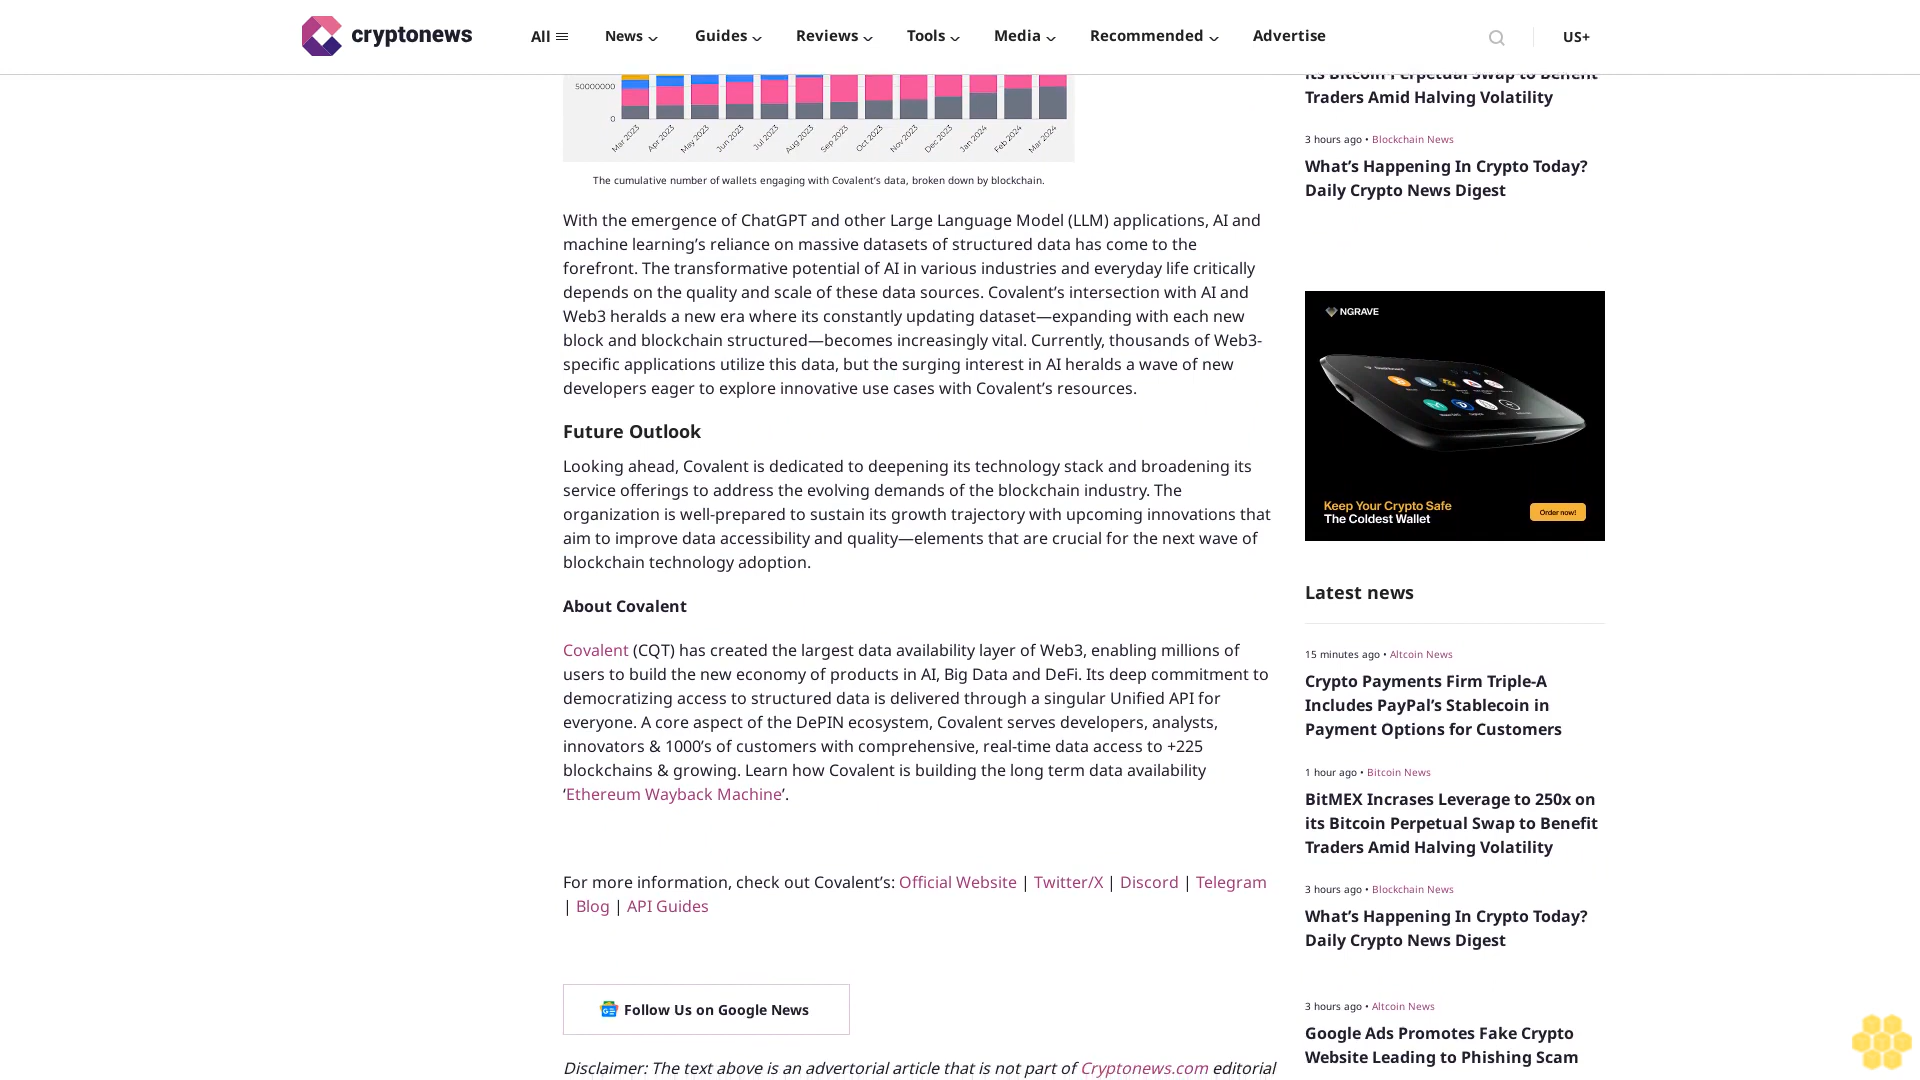 cryptonews
All
News
Guides
Reviews
Tools
Media
Recommended
Advertise
US+
50000000
0
Mar 2023
Apr 2023
May 2023
Jun 2023
Jul 2023
Aug 2023
Sep 2023
Oct 2023
Nov 2023
Dec 2023
Jan 2024
Feb 2024
Mar 2024
The cumulative number of wallets engaging with Covalent’s data, broken down by blockchain.
With the emergence of ChatGPT and other Large Language Model (LLM) applications, AI and
machine learning’s reliance on massive datasets of structured data has come to the
forefront. The transformative potential of AI in various industries and everyday life critically
depends on the quality and scale of these data sources. Covalent’s intersection with AI and
Web3 heralds a new era where its constantly updating dataset—expanding with each new
block and blockchain structured—becomes increasingly vital. Currently, thousands of Web3-
specific applications utilize this data, but the surging interest in AI heralds a wave of new
developers eager to explore innovative use cases with Covalent’s resources.
Future Outlook
Looking ahead, Covalent is dedicated to deepening its technology stack and broadening its
service offerings to address the evolving demands of the blockchain industry. The
organization is well-prepared to sustain its growth trajectory with upcoming innovations that
aim to improve data accessibility and quality—elements that are crucial for the next wave of
blockchain technology adoption.
About Covalent
Covalent (CQT) has created the largest data availability layer of Web3, enabling millions of
users to build the new economy of products in AI, Big Data and DeFi. Its deep commitment to
democratizing access to structured data is delivered through a singular Unified API for
everyone. A core aspect of the DePIN ecosystem, Covalent serves developers, analysts,
innovators & 1000’s of customers with comprehensive, real-time data access to +225
blockchains & growing. Learn how Covalent is building the long term data availability
‘Ethereum Wayback Machine’.
For more information, check out Covalent’s: Official Website | Twitter/X | Discord | Telegram
| Blog | API Guides
Follow Us on Google News
Disclaimer: The text above is an advertorial article that is not part of Cryptonews.com editorial
its Bitcoin Perpetual Swap to Benefit
Traders Amid Halving Volatility
3 hours ago • Blockchain News
What’s Happening In Crypto Today?
Daily Crypto News Digest
NGRAVE
Keep Your Crypto Safe
The Coldest Wallet
Order now!
Latest news
15 minutes ago • Altcoin News
Crypto Payments Firm Triple-A
Includes PayPal’s Stablecoin in
Payment Options for Customers
1 hour ago • Bitcoin News
BitMEX Incrases Leverage to 250x on
its Bitcoin Perpetual Swap to Benefit
Traders Amid Halving Volatility
3 hours ago • Blockchain News
What’s Happening In Crypto Today?
Daily Crypto News Digest
3 hours ago • Altcoin News
Google Ads Promotes Fake Crypto
Website Leading to Phishing Scam